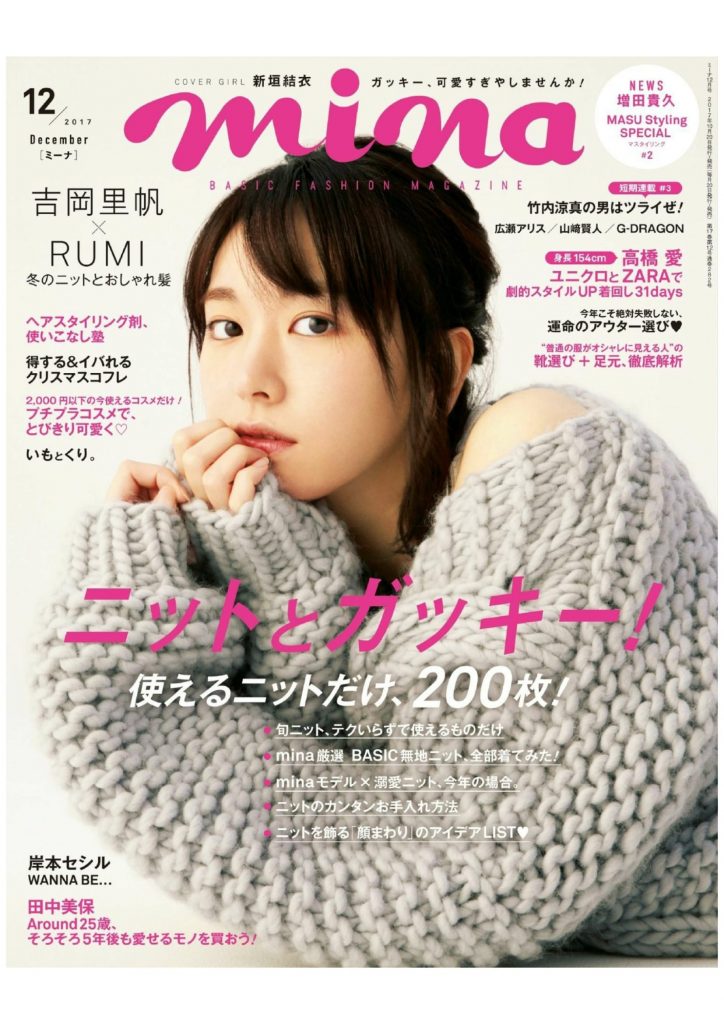 COVER GIRL 新垣結衣
ガッキー、可愛すぎやしませんか!
12/2017
December
[ミーナ]
mina
BASIC FASHION MAGAZINE
NEWS
増田貴久
MASU Styling
SPECIAL
マスタイリング
#2
吉岡里帆
×
RUMI
冬のニットとおしゃれ髪
ヘアスタイリング剤、
使いこなし塾
得する&イバれる
クリスマスコフレ
2,000円以下の今使えるコスメだけ!
プチプラコスメで、
とびきり可愛く♡
いもとくり。
短期連載 #3
竹内涼真の男はツライぜ!
広瀬アリス/山﨑賢人/G-DRAGON
身長154cm 高橋 愛
ユニクロとZARAで
劇的スタイルUP着回し31days
今年こそ絶対失敗しない、
運命のアウター選び♥
“普通の服がオシャレに見える人”の
靴選び+足元、徹底解析
ニットとガッキー!
使えるニットだけ、200枚!
旬ニット、テクいらずで使えるものだけ
mina厳選 BASIC無地ニット、全部着てみた!
minaモデル×溺愛ニット、今年の場合。
ニットのカンタンお手入れ方法
ニットを飾る「顔まわり」のアイデアLIST♥
岸本セシル
WANNA BE...
田中美保
Around25歳、
そろそろ5年後も愛せるモノを買おう!